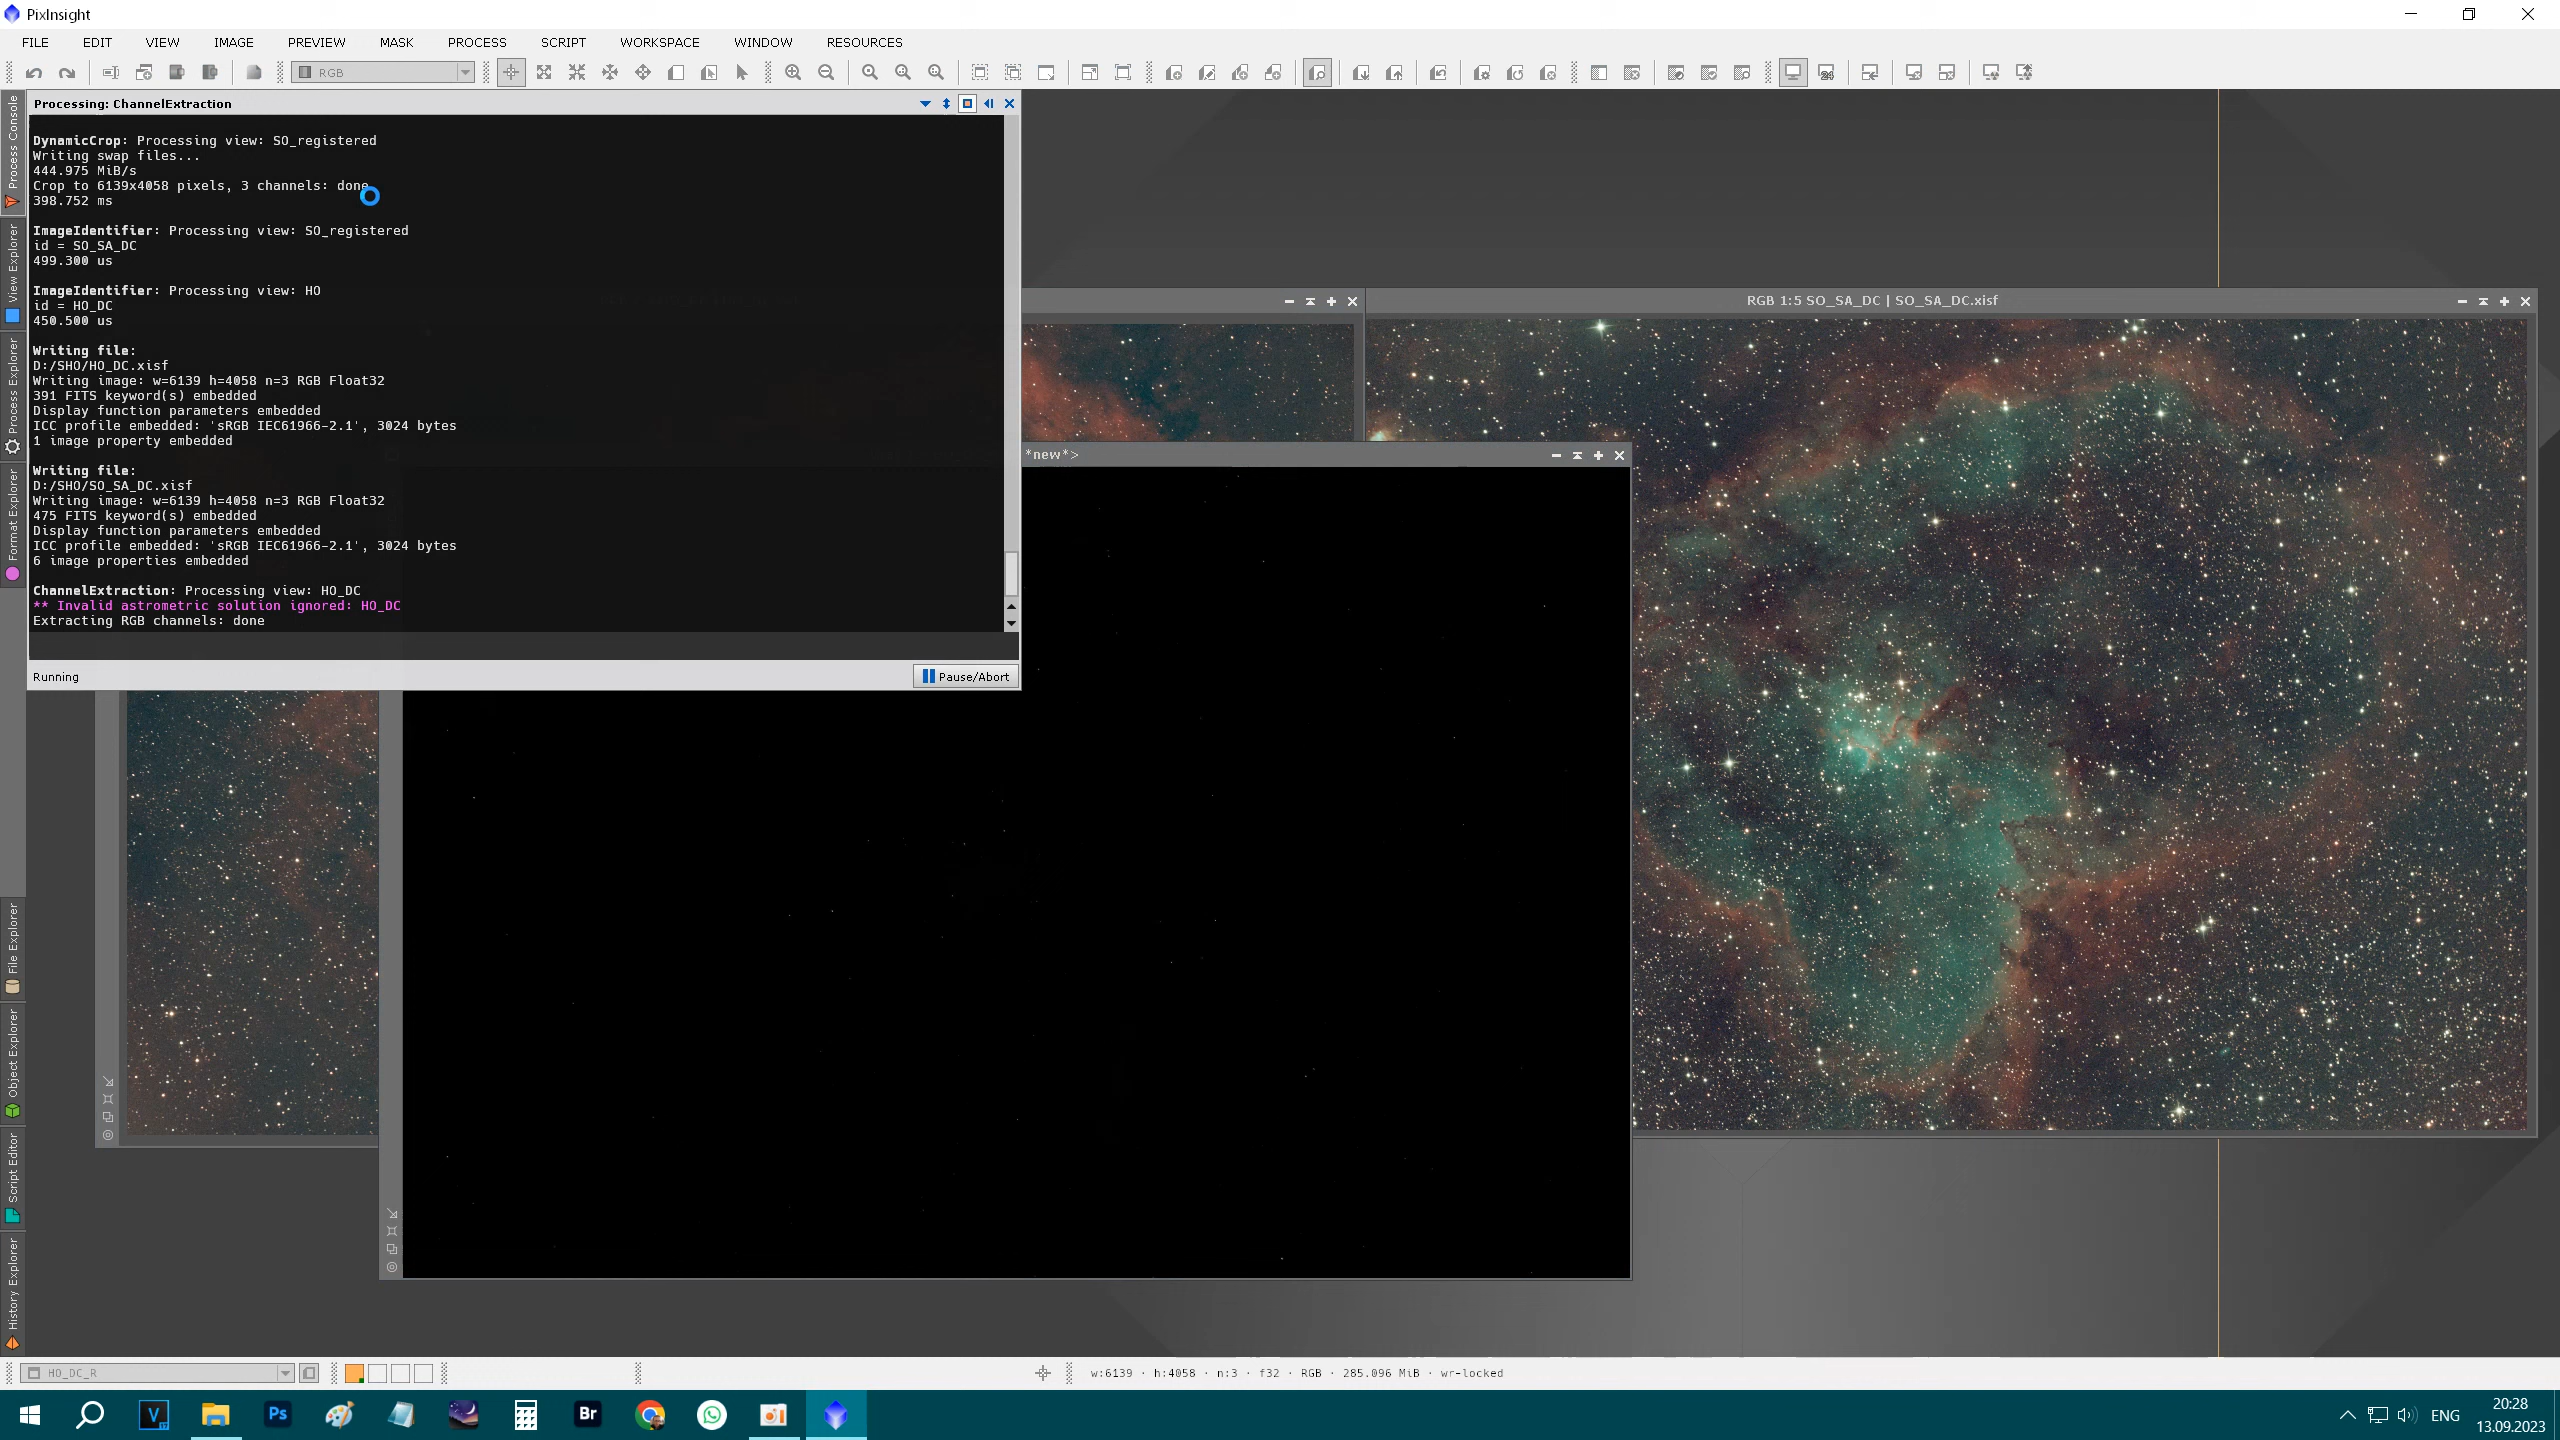 PixInsight
FILE EDIT VIEW IMAGE PREVIEW MASK PROCESS SCRIPT WORKSPACE WINDOW RESOURCES
RGB
Processing: ChannelExtraction
DynamicCrop: Processing view: SO_registered
Writing swap files...
444.975 MiB/s
Crop to 6139x4058 pixels, 3 channels: done
398.752 ms
ImageIdentifier: Processing view: SO_registered
id = SO_SA_DC
499.300 us
ImageIdentifier: Processing view: HO
id = HO_DC
450.500 us
Writing file:
D:/SHO/HO_DC.xisf
Writing image: w=6139 h=4058 n=3 RGB Float32
391 FITS keyword(s) embedded
Display function parameters embedded
ICC profile embedded: 'sRGB IEC61966-2.1', 3024 bytes
1 image property embedded
Writing file:
D:/SHO/SO_SA_DC.xisf
Writing image: w=6139 h=4058 n=3 RGB Float32
475 FITS keyword(s) embedded
Display function parameters embedded
ICC profile embedded: 'sRGB IEC61966-2.1', 3024 bytes
6 image properties embedded
ChannelExtraction: Processing view: HO_DC
** Invalid astrometric solution ignored: HO_DC
Extracting RGB channels: done
Running
Pause/Abort
Process Console
View Explorer
Process Explorer
Format Explorer
File Explorer
Object Explorer
Script Editor
History Explorer
RGB 1:5 SO_SA_DC | SO_SA_DC.xisf
*new*>
HO_DC_R
w:6139 · h:4058 · n:3 · f32 · RGB · 285.096 MiB · wr-locked
V
17
Ps
Br
ENG
20:28
13.09.2023